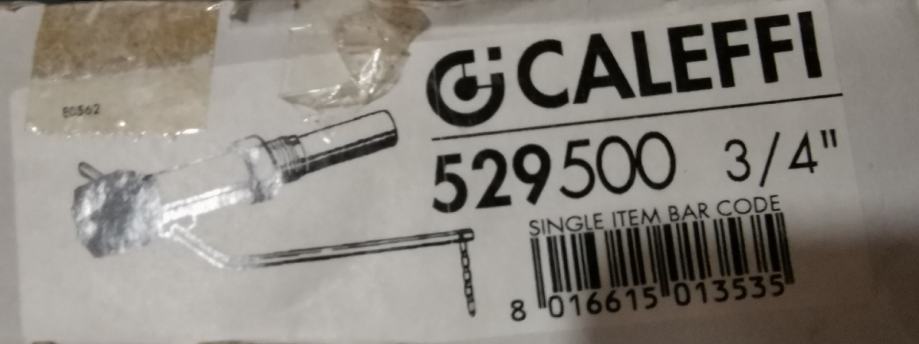 80562
CALEFFI
529500 3/4"
SINGLE ITEM BAR CODE
8 016615 013535